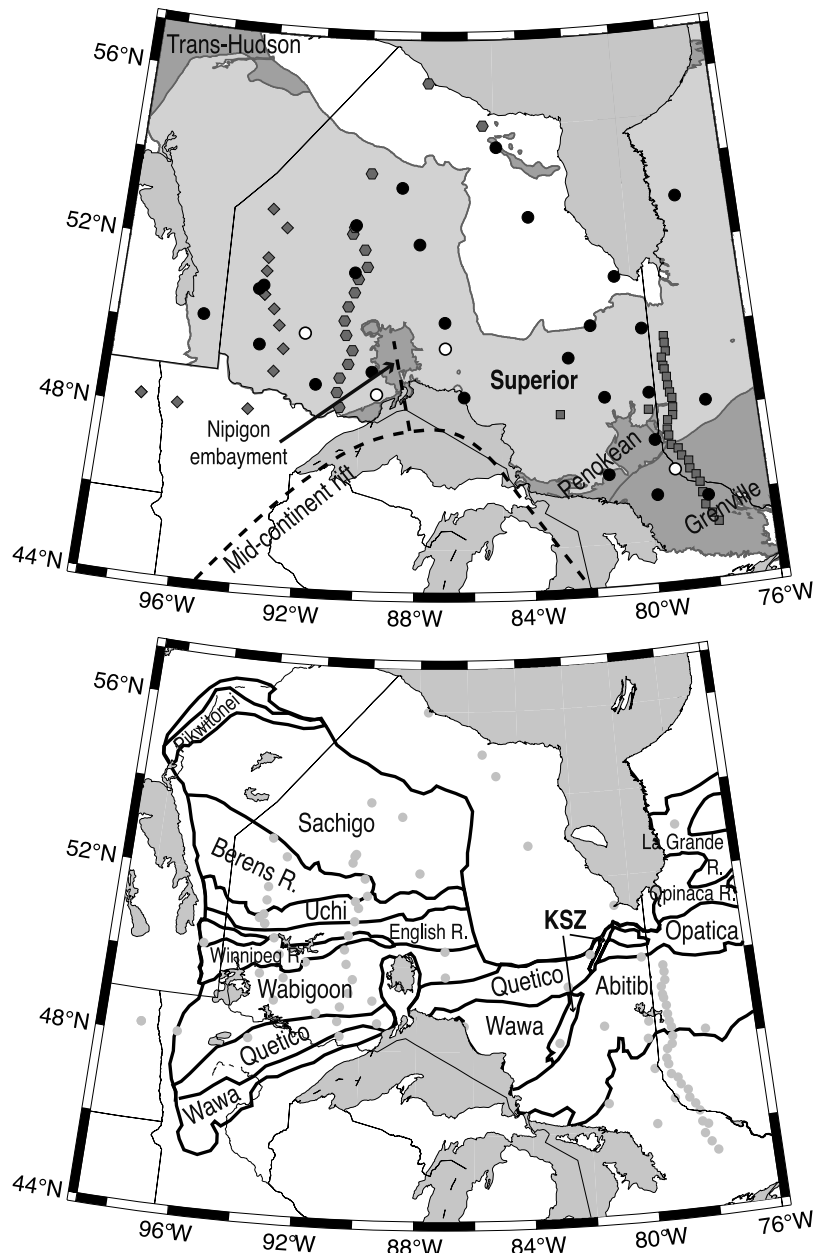 56°N
Trans-Hudson
52°N
48°N
Superior
Nipigon
embayment
Penokean
Mid-continent rift
Grenville
44°N
96°W
92°W
88°W
84°W
80°W
76°W
56°N
Pikwitonei
Sachigo
52°N
La Grande
R.
Berens R.
Opinaca R.
Uchi
KSZ
English R.
Opatica
Winnipeg R.
Quetico
Abitibi
Wabigoon
48°N
Wawa
Quetico
Wawa
44°N
96°W
92°W
88°W
84°W
80°W
76°W